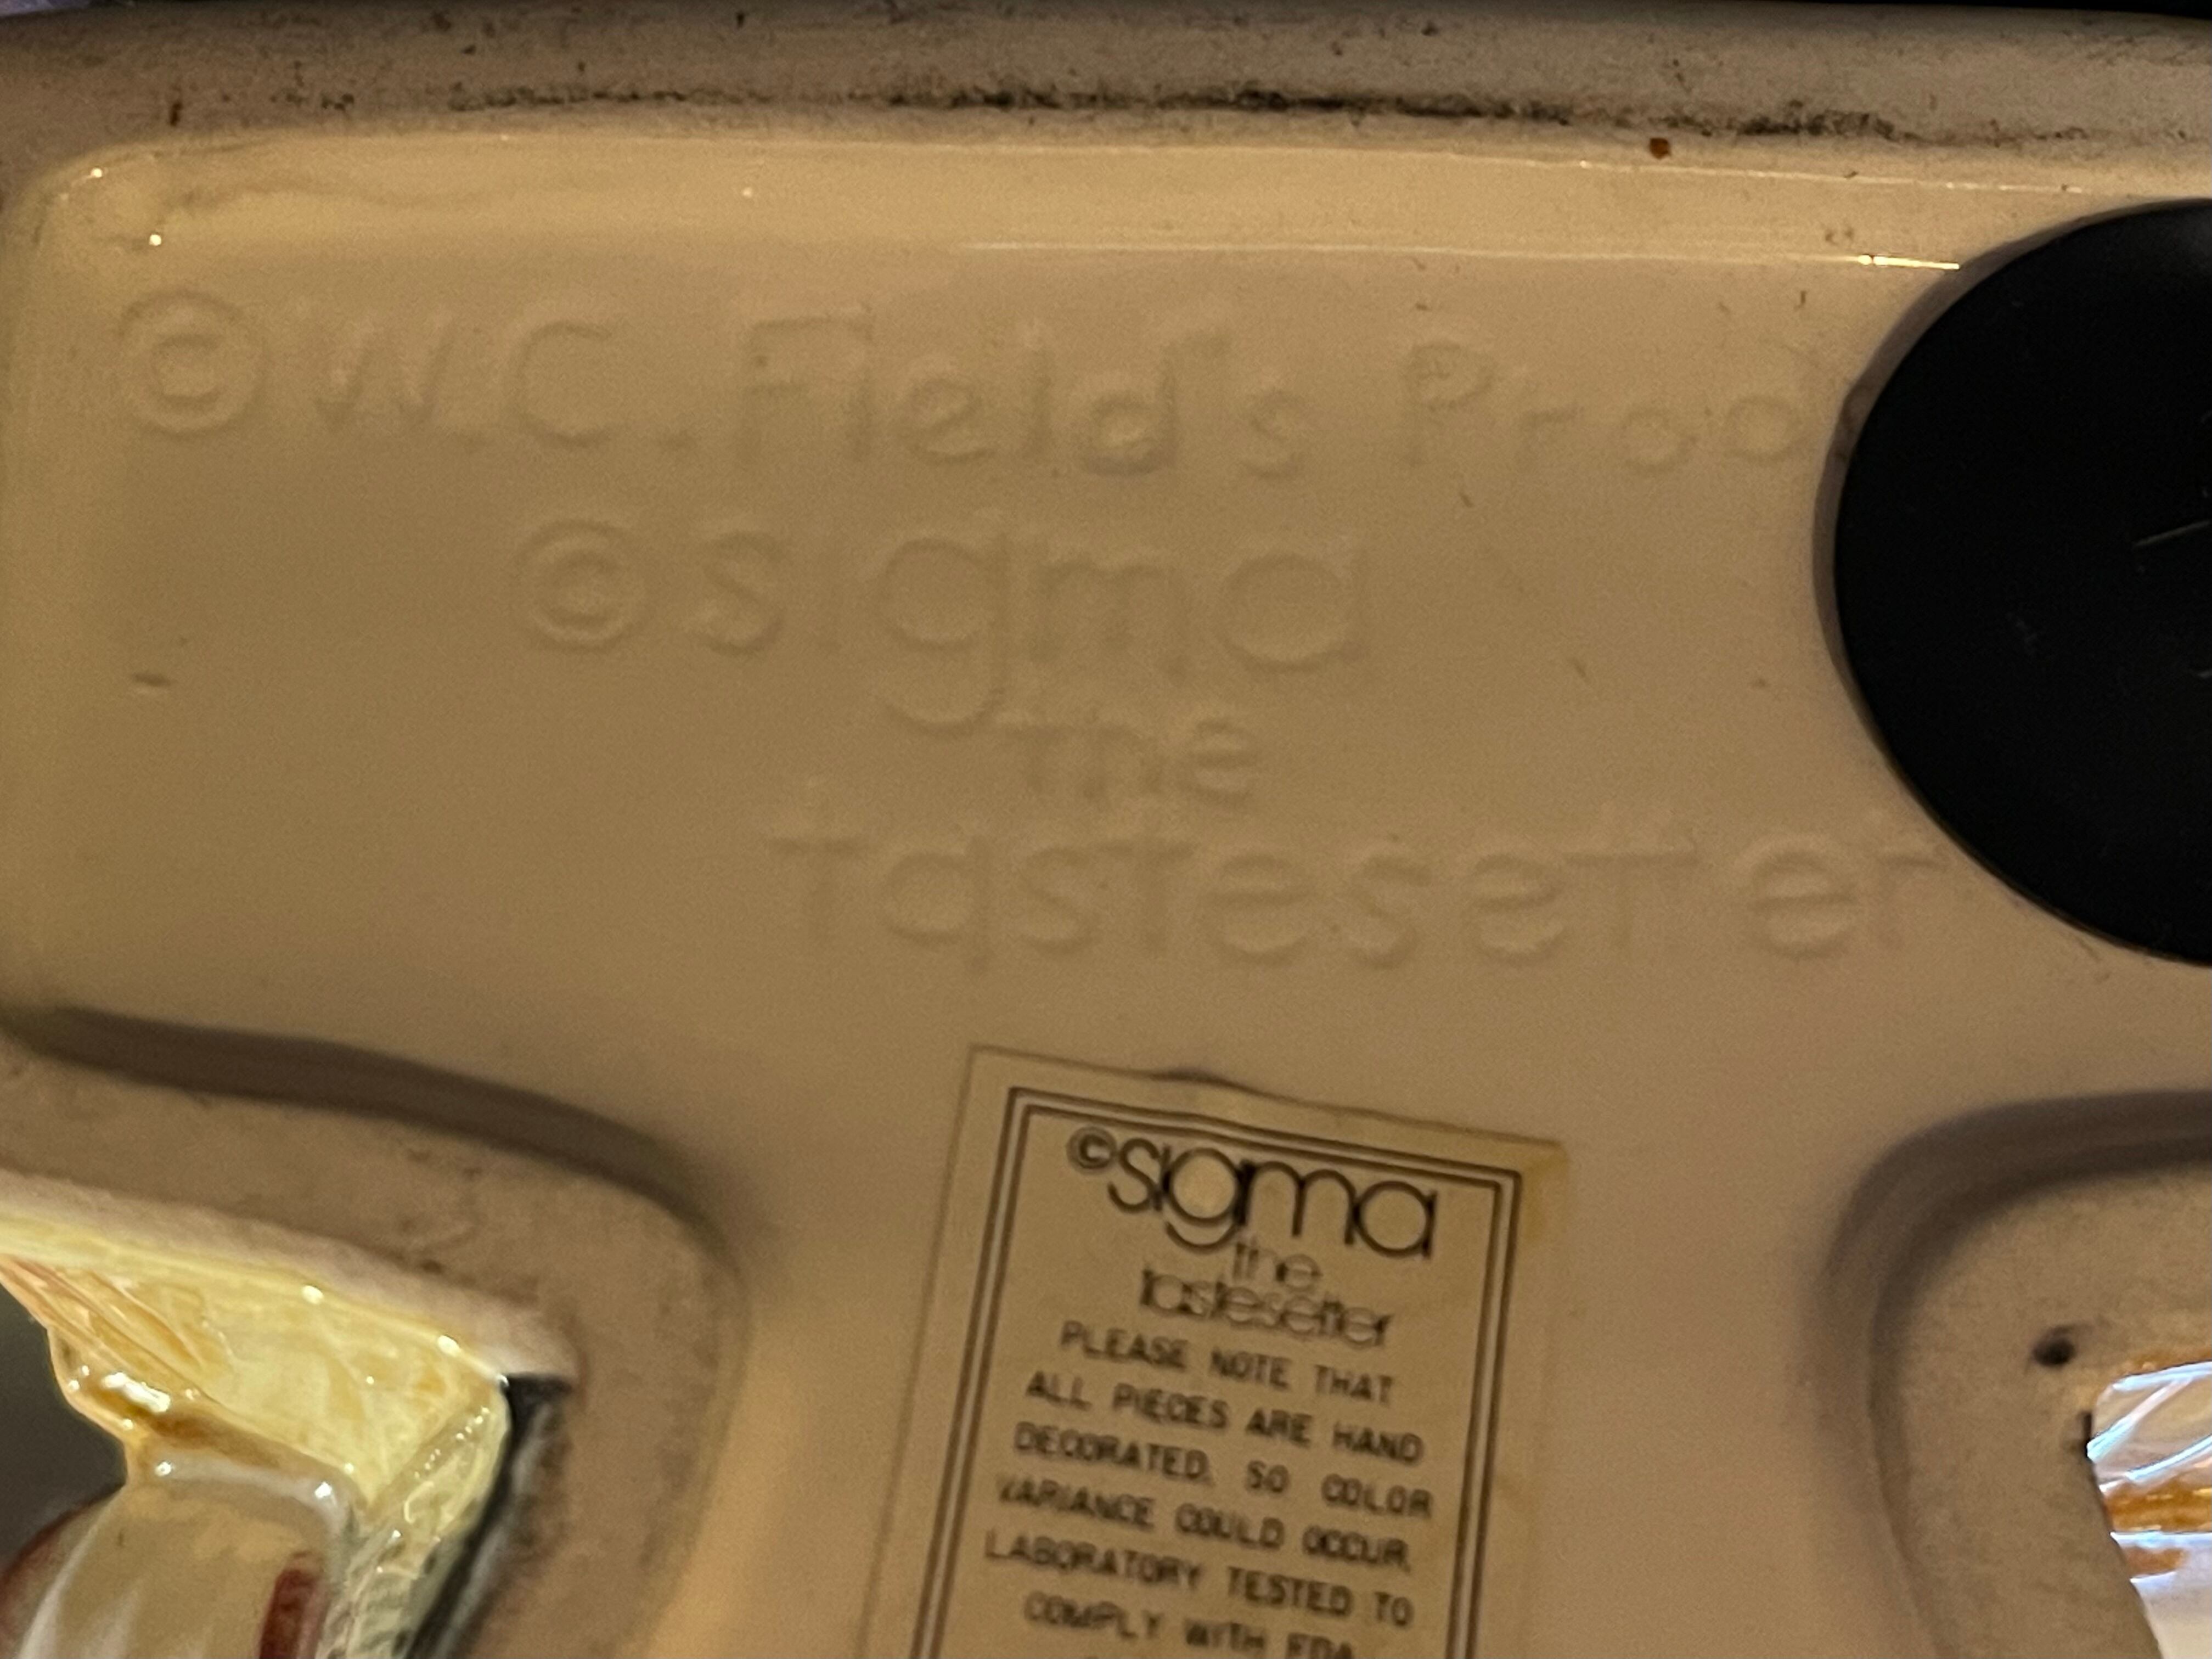 © W.C. Field's Prod
© sigma
the
tastesetter
© sigma
the
tastesetter
PLEASE NOTE THAT
ALL PIECES ARE HAND
DECORATED, SO COLOR
VARIANCE COULD OCCUR,
LABORATORY TESTED TO
COMPLY WITH FDA